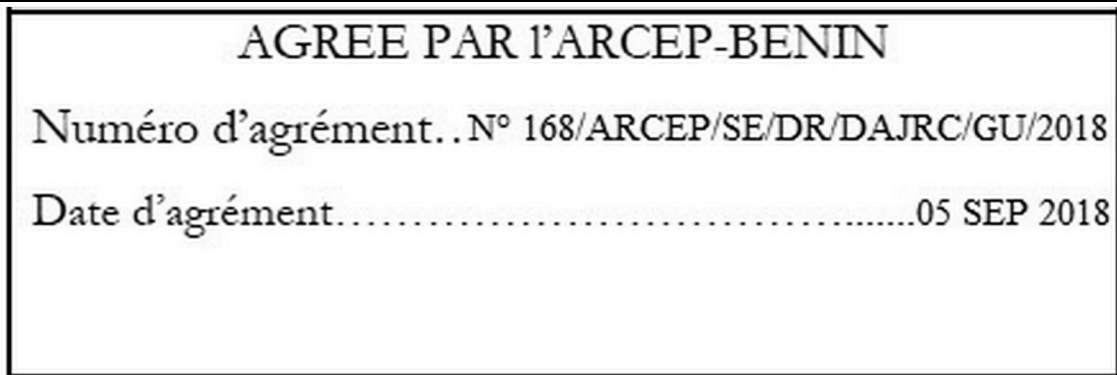 AGREE PAR l'ARCEP-BENIN
Numéro d'agrément..N° 168/ARCEP/SE/DR/DAJRC/GU/2018
Date d'agrément.......................................05 SEP 2018